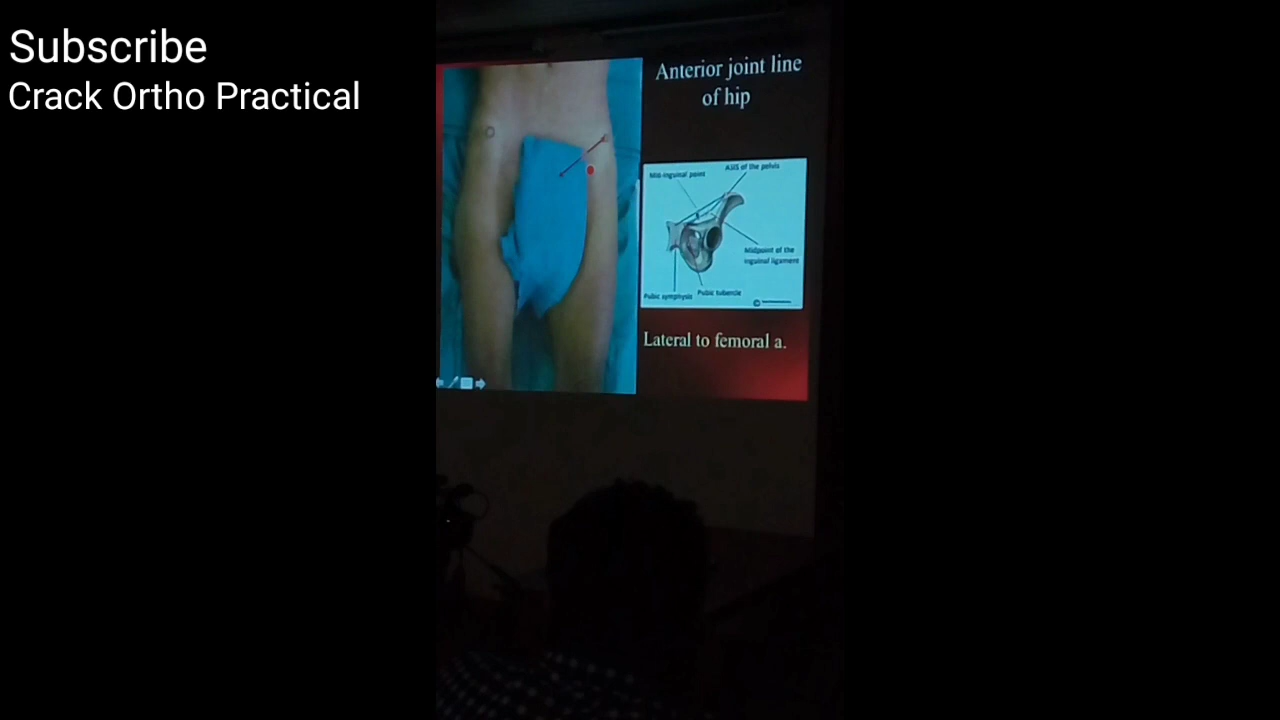 Subscribe
Crack Ortho Practical
Anterior joint line
of hip
Mid-inguinal point
ASIS of the pelvis
Midpoint of the
inguinal ligament
Pubic symphysis
Pubic tubercle
Lateral to femoral a.